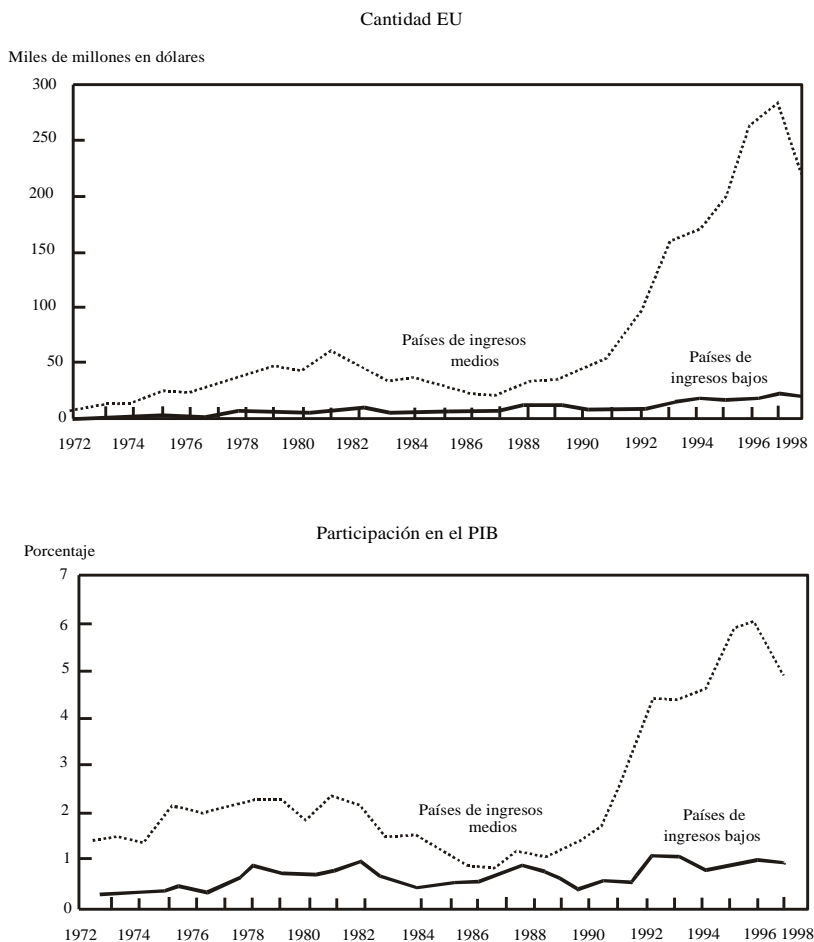 Cantidad EU
Miles de millones en dólares
300
250
200
150
100
50
0
Países de ingresos
medios
Países de
ingresos bajos
1972 1974 1976 1978 1980 1982 1984 1986 1988 1990 1992 1994 1996 1998
Participación en el PIB
Porcentaje
7
6
5
4
3
2
1
0
Países de ingresos
medios
Países de
ingresos bajos
1972 1974 1976 1978 1980 1982 1984 1986 1988 1990 1992 1994 1996 1998